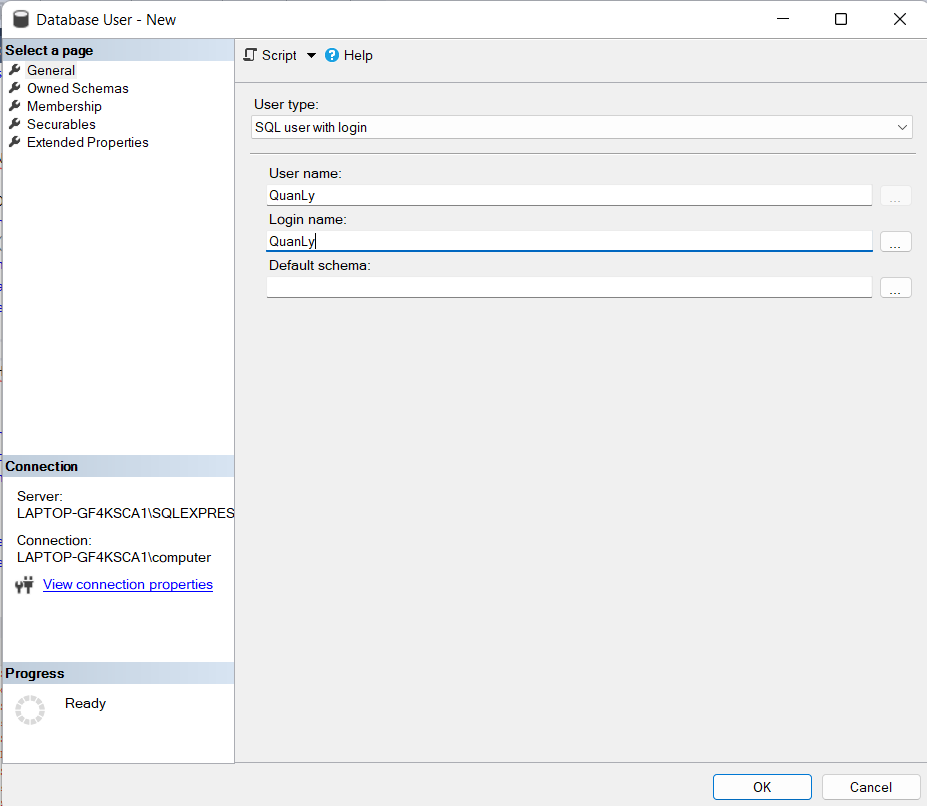 Database User - New
Select a page
General
Owned Schemas
Membership
Securables
Extended Properties
Script
Help
User type:
SQL user with login
User name:
QuanLy
...
Login name:
QuanLy
...
Default schema:
...
Connection
Server:
LAPTOP-GF4KSCA1\SQLEXPRES
Connection:
LAPTOP-GF4KSCA1\computer
View connection properties
Progress
Ready
OK
Cancel